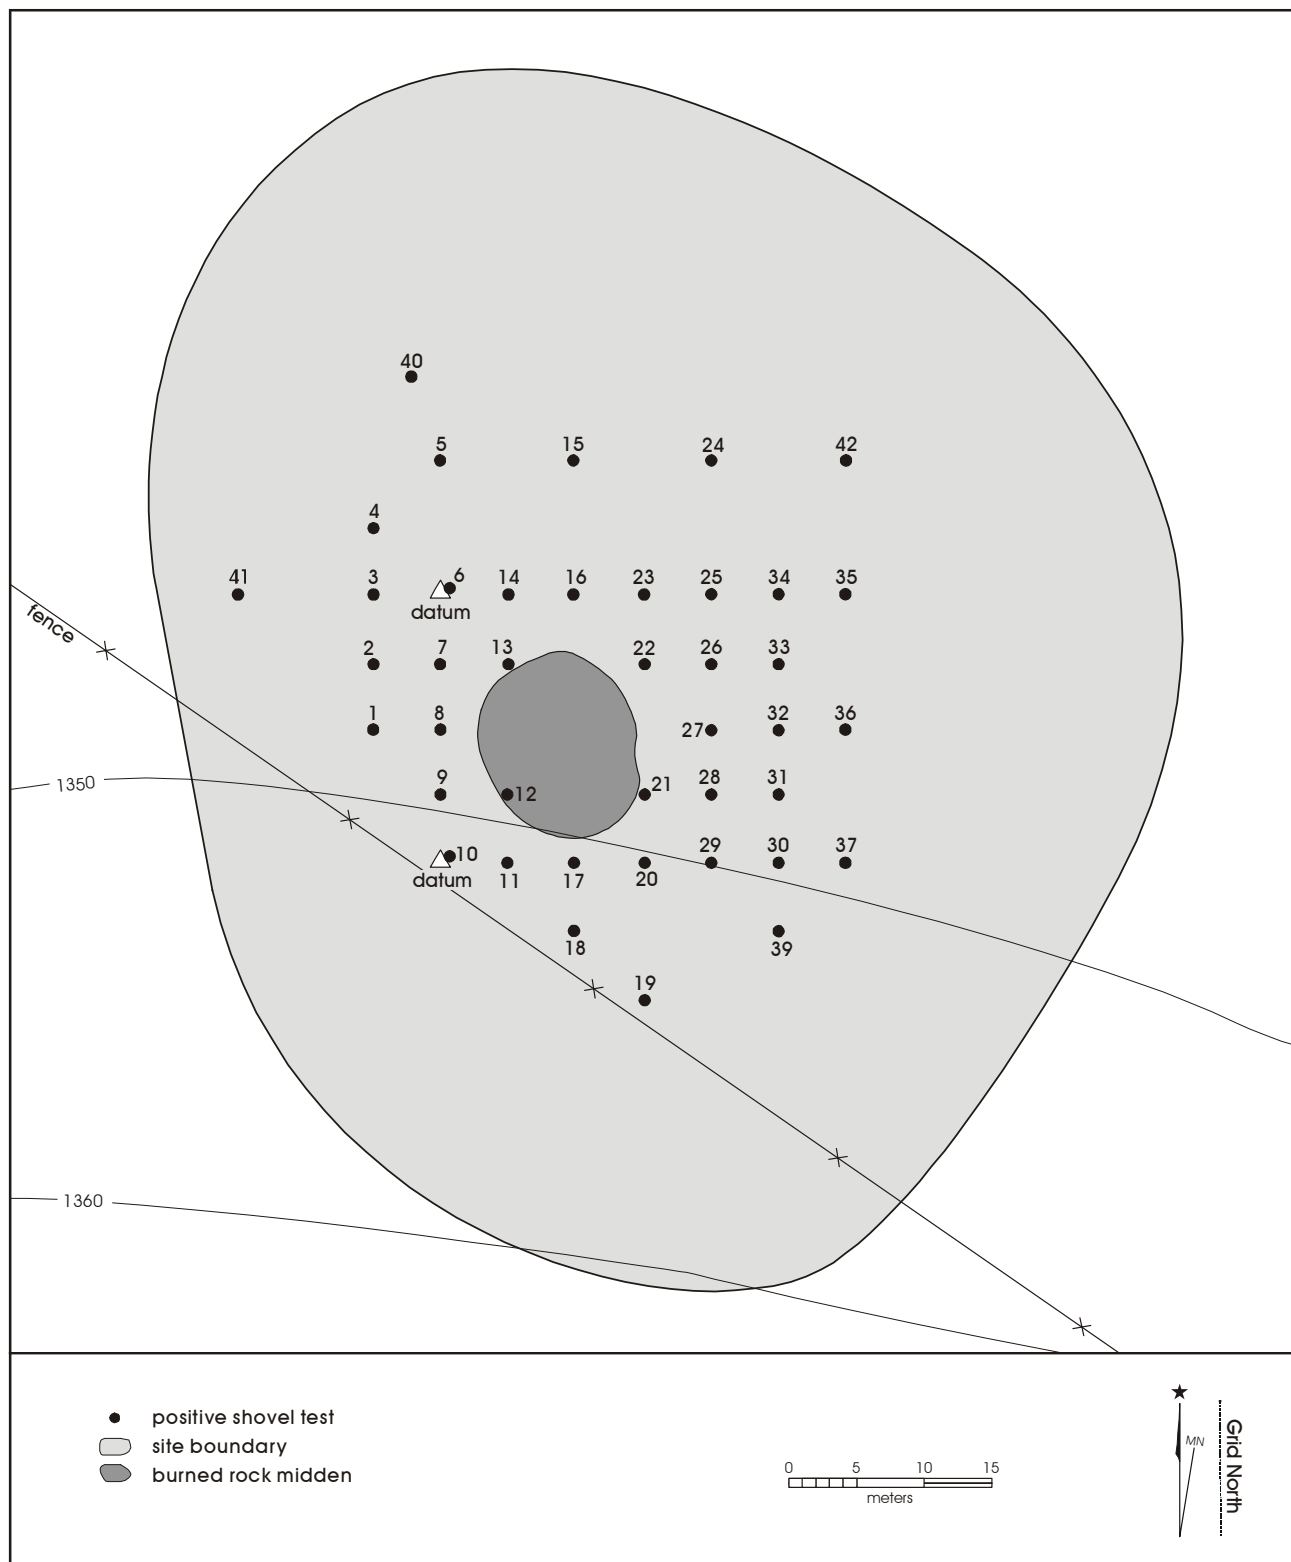 40
5 15 24 42
4
41 3 6 14 16 23 25 34 35
datum
fence
2 7 13 22 26 33
1 8 27 32 36
1350 9 12 21 28 31
10 29 30 37
datum 11 17 20
18 39
19
1360
positive shovel test
site boundary
burned rock midden
0 5 10 15
meters
MN
Grid North